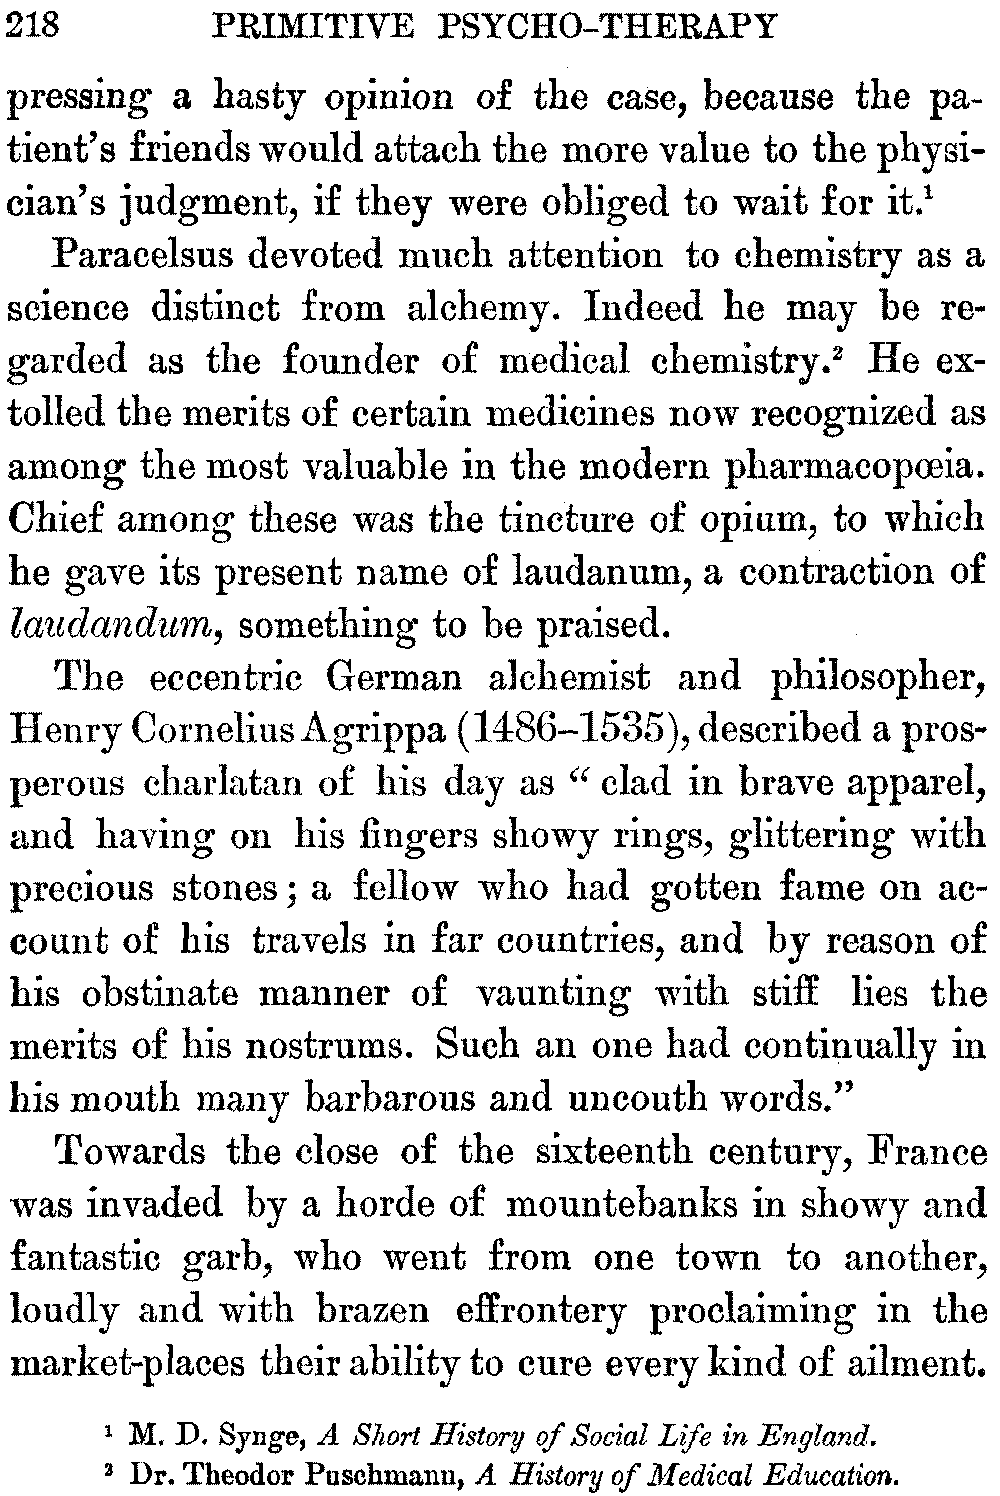 218 PRIMITIVE PSYCHO-THERAPY
pressing a hasty opinion of the case, because the pa-
tient's friends would attach the more value to the physi-
cian's judgment, if they were obliged to wait for it.¹
Paracelsus devoted much attention to chemistry as a
science distinct from alchemy. Indeed he may be re-
garded as the founder of medical chemistry.² He ex-
tolled the merits of certain medicines now recognized as
among the most valuable in the modern pharmacopœia.
Chief among these was the tincture of opium, to which
he gave its present name of laudanum, a contraction of
laudandum, something to be praised.
The eccentric German alchemist and philosopher,
Henry Cornelius Agrippa (1486–1535), described a pros-
perous charlatan of his day as “ clad in brave apparel,
and having on his fingers showy rings, glittering with
precious stones ; a fellow who had gotten fame on ac-
count of his travels in far countries, and by reason of
his obstinate manner of vaunting with stiff lies the
merits of his nostrums. Such an one had continually in
his mouth many barbarous and uncouth words.”
Towards the close of the sixteenth century, France
was invaded by a horde of mountebanks in showy and
fantastic garb, who went from one town to another,
loudly and with brazen effrontery proclaiming in the
market-places their ability to cure every kind of ailment.
¹ M. D. Synge, A Short History of Social Life in England.
² Dr. Theodor Puschmann, A History of Medical Education.